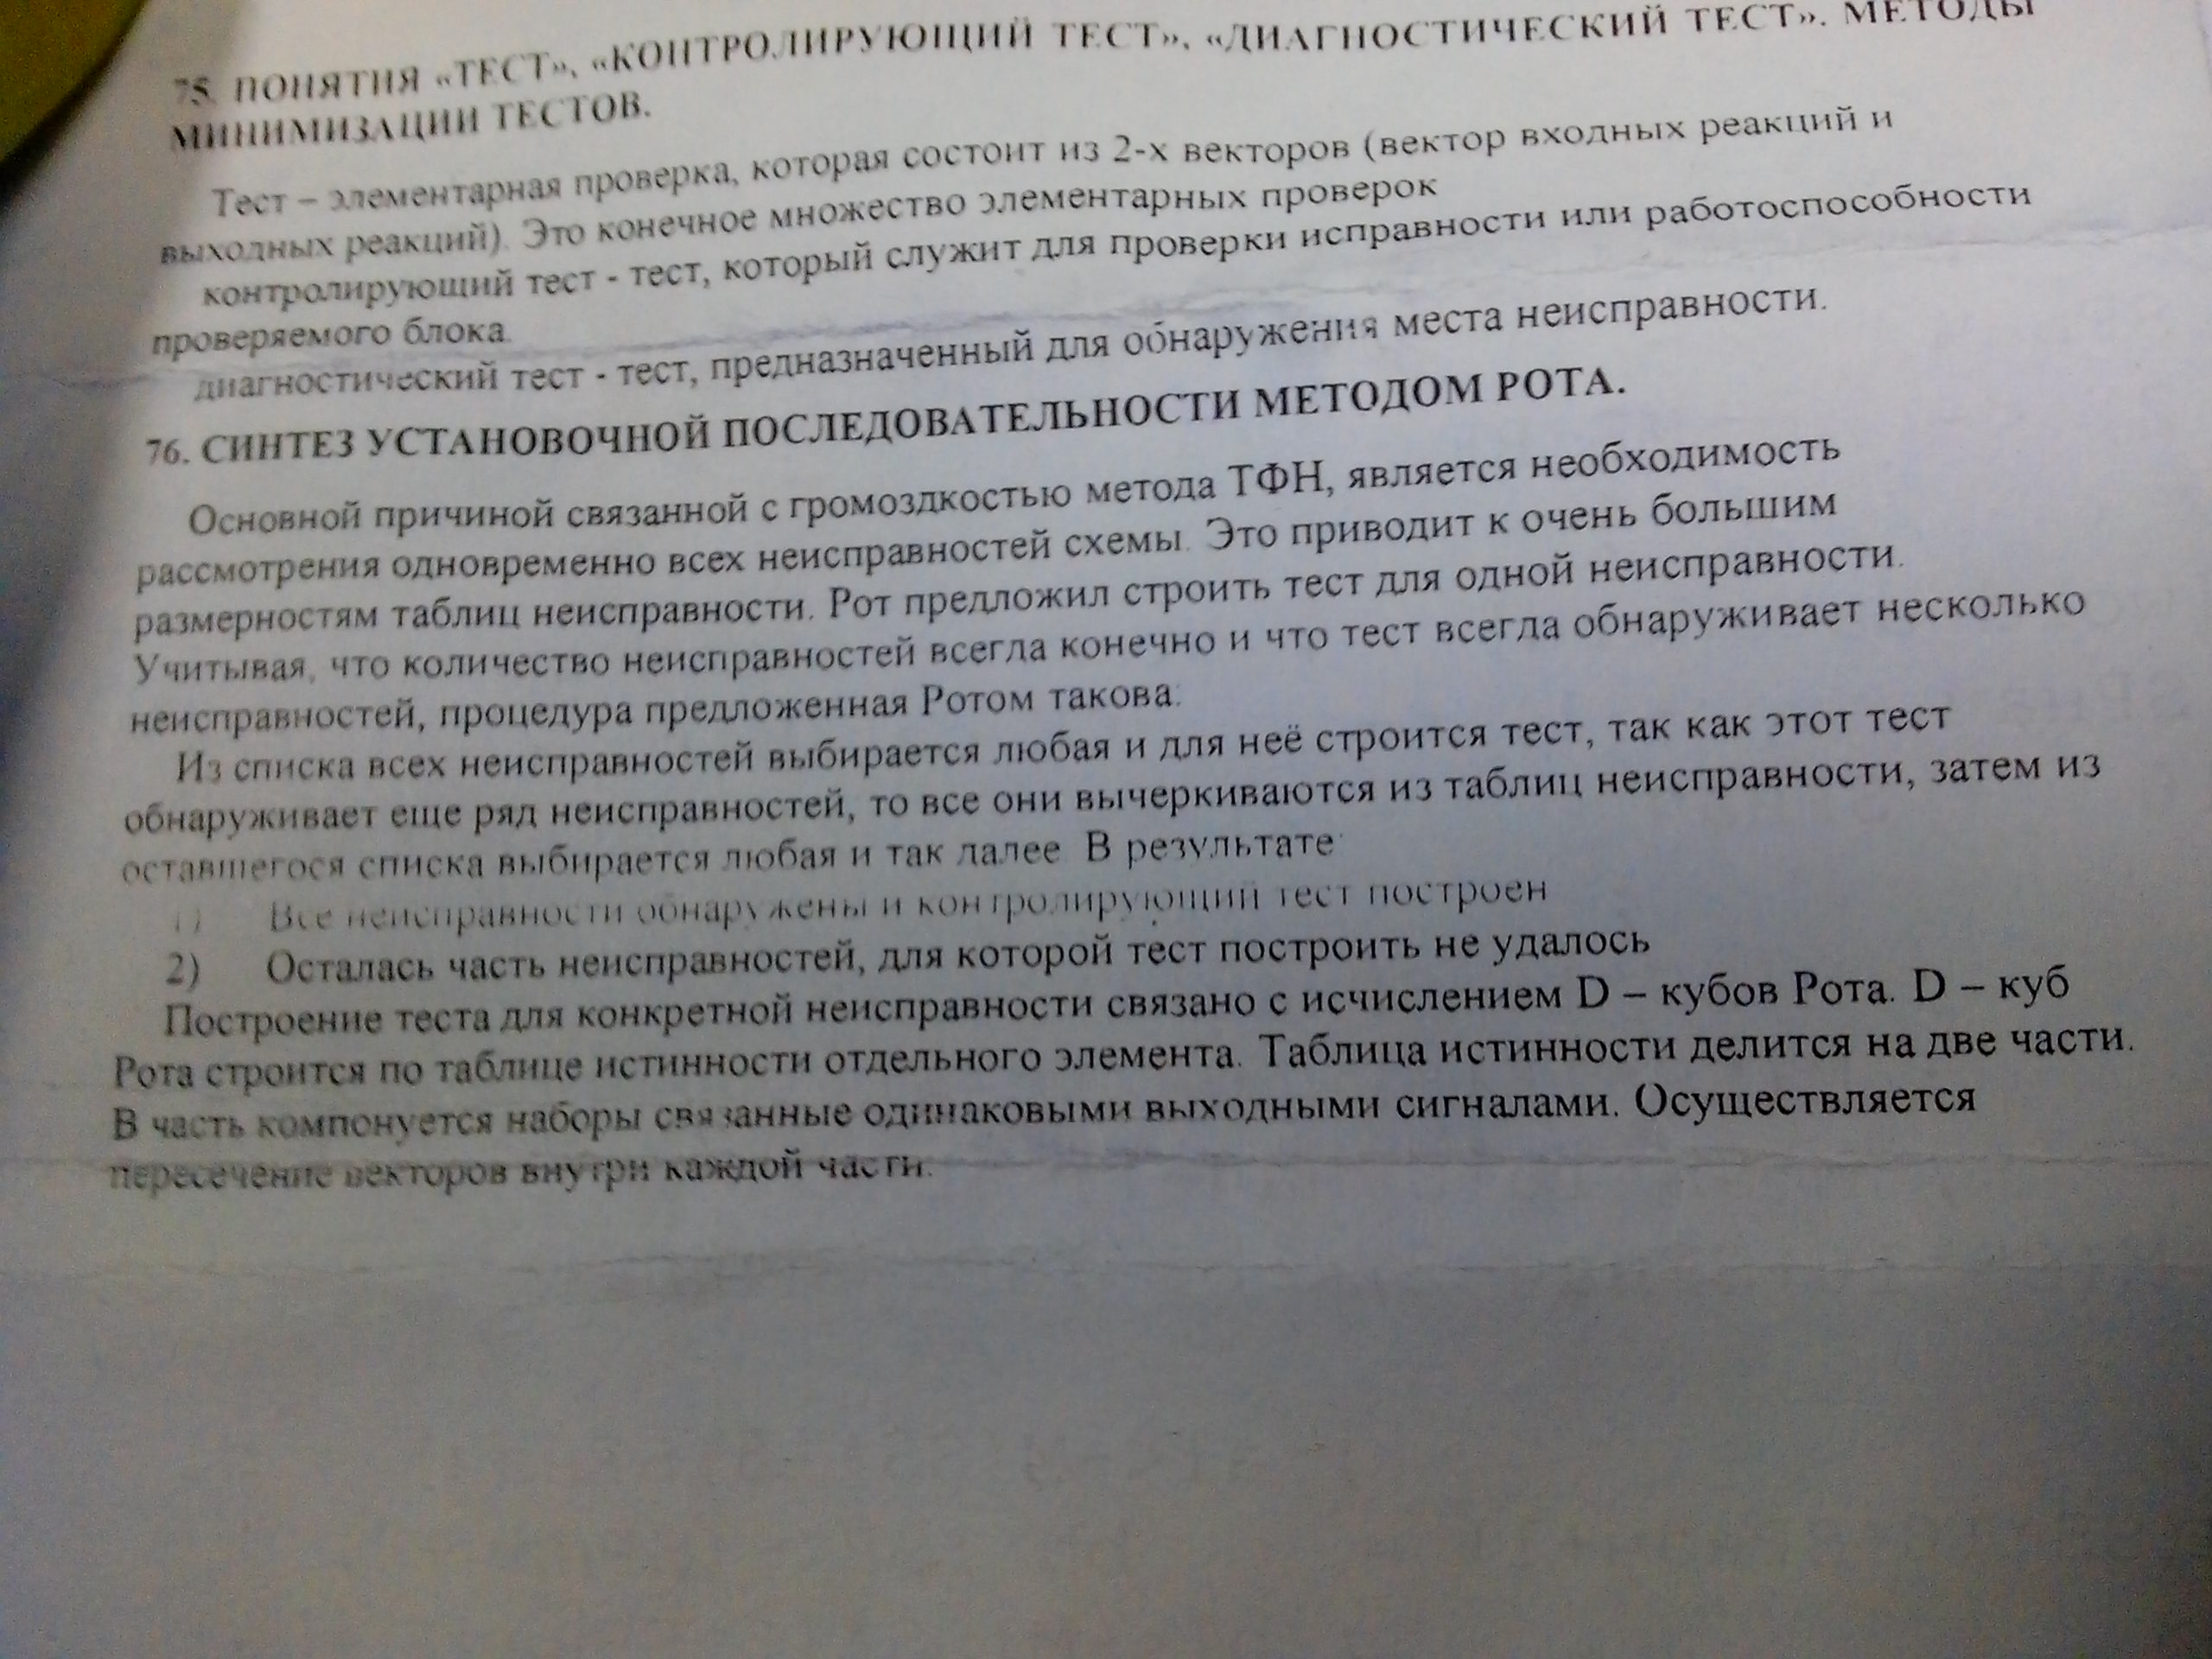 75. ПОНЯТИЯ «ТЕСТ», «КОНТРОЛИРУЮЩИЙ ТЕСТ», «ДИАГНОСТИЧЕСКИЙ ТЕСТ». МЕТОДЫ
МИНИМИЗАЦИИ ТЕСТОВ.
Тест – элементарная проверка, которая состоит из 2-х векторов (вектор входных реакций и
выходных реакций). Это конечное множество элементарных проверок
контролирующий тест - тест, который служит для проверки исправности или работоспособности
проверяемого блока.
диагностический тест - тест, предназначенный для обнаружения места неисправности.
76. СИНТЕЗ УСТАНОВОЧНОЙ ПОСЛЕДОВАТЕЛЬНОСТИ МЕТОДОМ РОТА.
Основной причиной связанной с громоздкостью метода ТФН, является необходимость
рассмотрения одновременно всех неисправностей схемы. Это приводит к очень большим
размерностям таблиц неисправности. Рот предложил строить тест для одной неисправности.
Учитывая, что количество неисправностей всегда конечно и что тест всегда обнаруживает несколько
неисправностей, процедура предложенная Ротом такова:
Из списка всех неисправностей выбирается любая и для неё строится тест, так как этот тест
обнаруживает еще ряд неисправностей, то все они вычеркиваются из таблиц неисправности, затем из
оставшегося списка выбирается любая и так далее. В результате:
1) Все неисправности обнаружены и контролирующий тест построен
2) Осталась часть неисправностей, для которой тест построить не удалось
Построение теста для конкретной неисправности связано с исчислением D – кубов Рота. D – куб
Рота строится по таблице истинности отдельного элемента. Таблица истинности делится на две части.
В часть компонуется наборы связанные одинаковыми выходными сигналами. Осуществляется
пересечение векторов внутри каждой части.